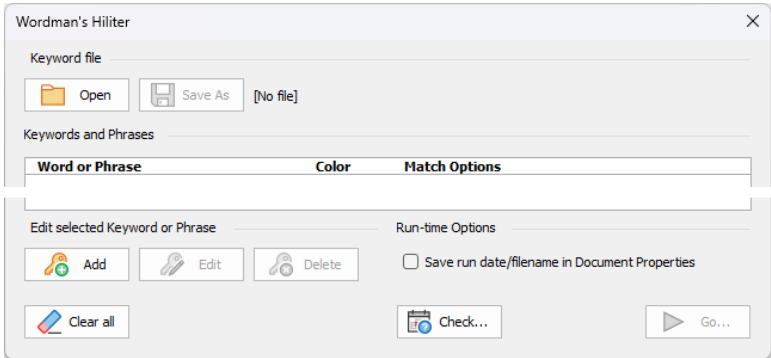 Wordman's Hiliter
Keyword file
Open Save As [No file]
Keywords and Phrases
Word or Phrase Color Match Options
Edit selected Keyword or Phrase Run-time Options
Add Edit Delete Save run date/filename in Document Properties
Clear all Check... Go...